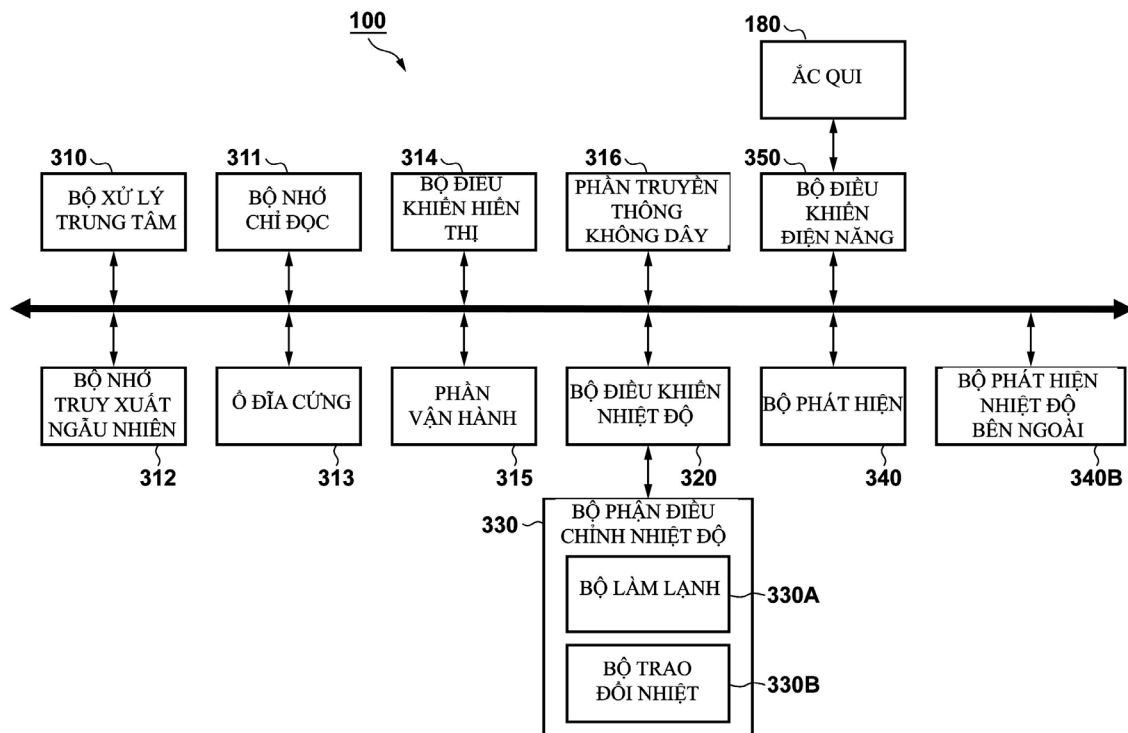 100
180
ẮC QUI
310
BỘ XỬ LÝ
TRUNG TÂM
311
BỘ NHỚ
CHỈ ĐỌC
314
BỘ ĐIỀU
KHIỂN HIỂN
THỊ
316
PHẦN TRUYỀN
THÔNG
KHÔNG DÂY
350
BỘ ĐIỀU
KHIỂN
ĐIỆN NĂNG
BỘ NHỚ
TRUY XUẤT
NGẪU NHIÊN
312
Ổ ĐĨA CỨNG
313
PHẦN
VẬN HÀNH
315
BỘ ĐIỀU KHIỂN
NHIỆT ĐỘ
320
BỘ PHÁT HIỆN
340
BỘ PHÁT HIỆN
NHIỆT ĐỘ
BÊN NGOÀI
340B
330
BỘ PHẬN ĐIỀU
CHỈNH NHIỆT ĐỘ
BỘ LÀM LẠNH
330A
BỘ TRAO
ĐỔI NHIỆT
330B